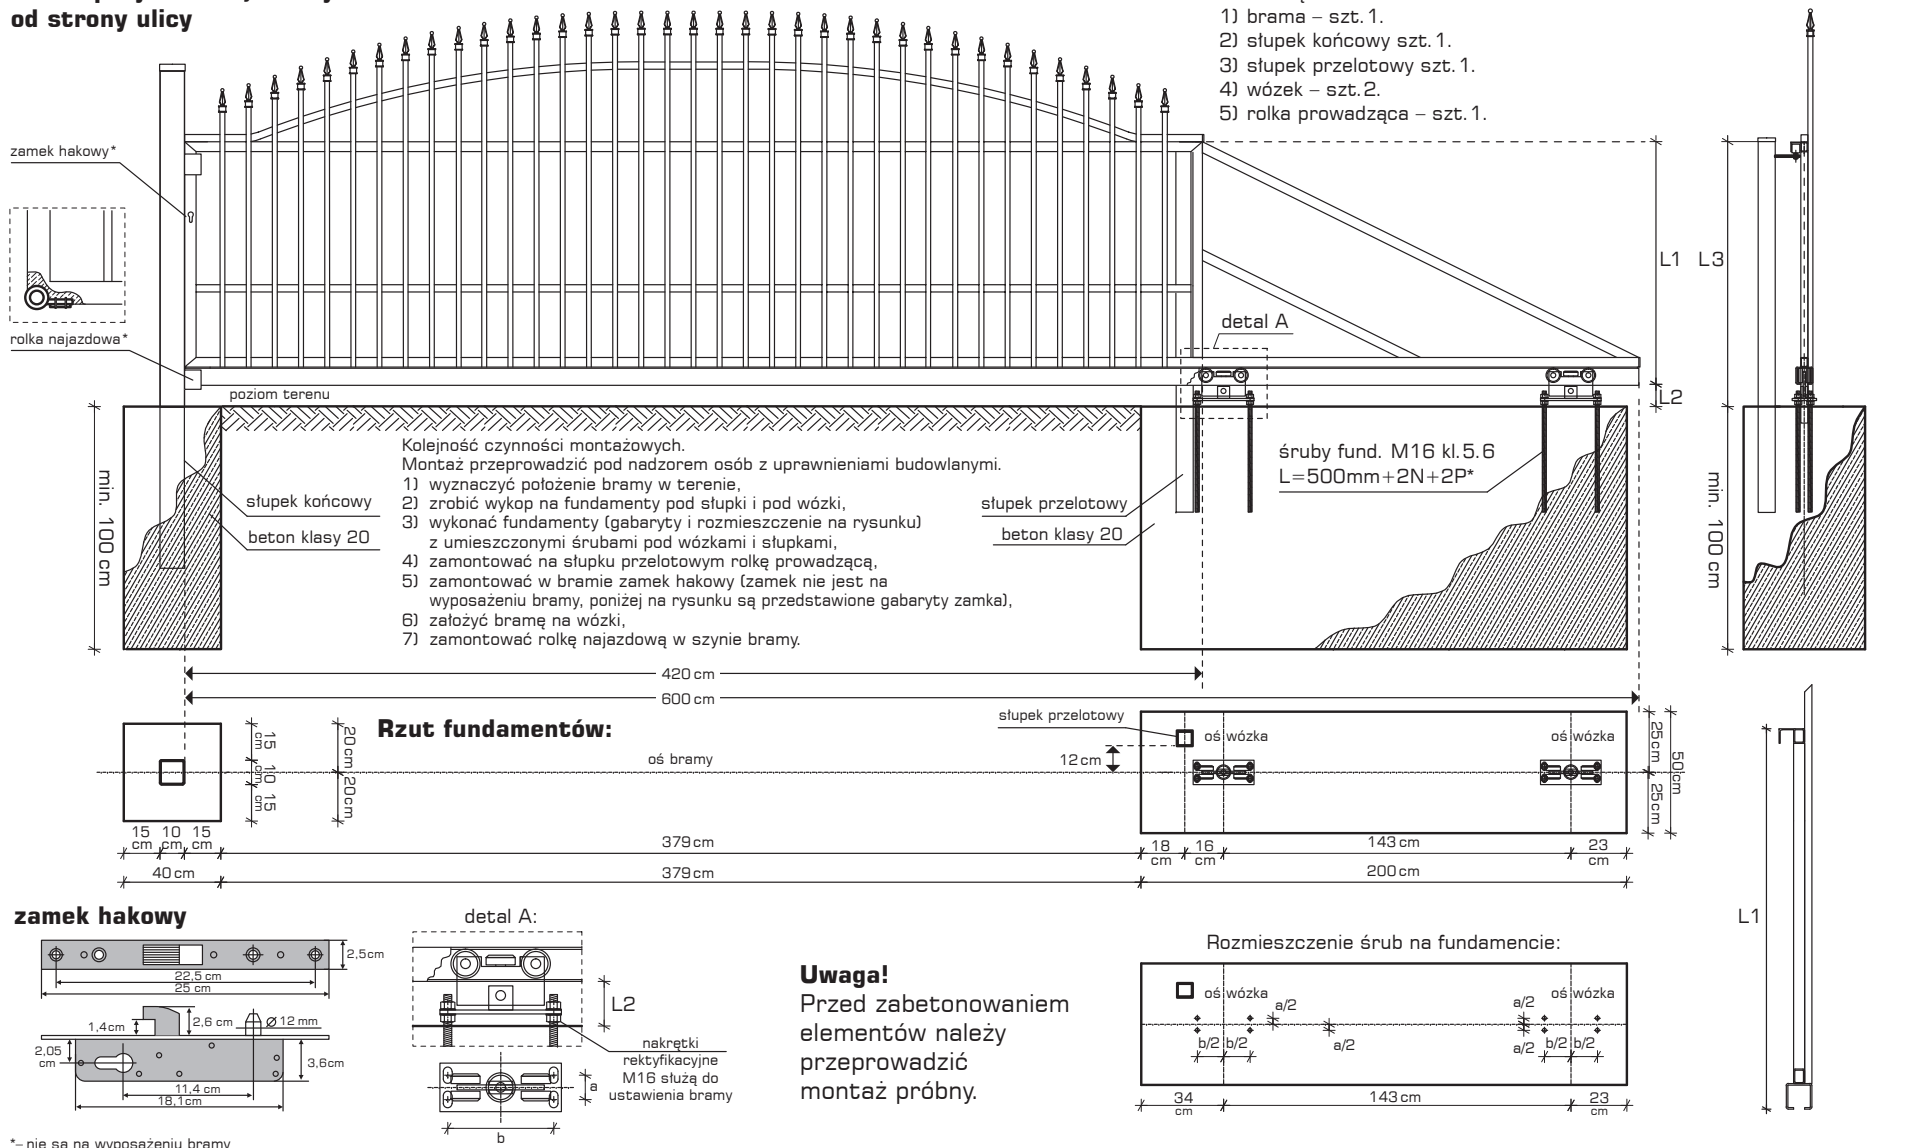 od strony ulicy
1) brama – szt. 1.
2) słupek końcowy szt. 1.
3) słupek przelotowy szt. 1.
4) wózek – szt. 2.
5) rolka prowadząca – szt. 1.
zamek hakowy*
rolka najazdowa*
L1 L3
detal A
L2
poziom terenu
Kolejność czynności montażowych.
Montaż przeprowadzić pod nadzorem osób z uprawnieniami budowlanymi.
1) wyznaczyć położenie bramy w terenie,
2) zrobić wykop na fundamenty pod słupki i pod wózki,
3) wykonać fundamenty (gabaryty i rozmieszczenie na rysunku)
z umieszczonymi śrubami pod wózkami i słupkami,
4) zamontować na słupku przelotowym rolkę prowadzącą,
5) zamontować w bramie zamek hakowy (zamek nie jest na
wyposażeniu bramy, poniżej na rysunku są przedstawione gabaryty zamka),
6) założyć bramę na wózki,
7) zamontować rolkę najazdową w szynie bramy.
min. 100 cm
słupek końcowy
beton klasy 20
słupek przelotowy
beton klasy 20
śruby fund. M16 kl.5.6
L=500mm+2N+2P*
min. 100 cm
420 cm
600 cm
Rzut fundamentów:
15 cm
10 cm
15 cm
20cm
20cm
oś bramy
słupek przelotowy
12 cm
oś wózka
oś wózka
25cm
25cm
50cm
15 cm
10 cm
15 cm
379 cm
18 cm
16 cm
143 cm
23 cm
40 cm
379 cm
200 cm
zamek hakowy
2,5cm
22,5 cm
25 cm
1,4cm
2,6 cm
Ø 12 mm
2,05 cm
3,6cm
11,4 cm
18,1cm
detal A:
L2
nakrętki
rektyfikacyjne
M16 służą do
ustawienia bramy
a
b
Uwaga!
Przed zabetonowaniem
elementów należy
przeprowadzić
montaż próbny.
Rozmieszczenie śrub na fundamencie:
oś wózka
oś wózka
a/2
a/2
a/2
a/2
b/2 b/2
b/2 b/2
34 cm
143 cm
23 cm
L1
*– nie są na wyposażeniu bramy